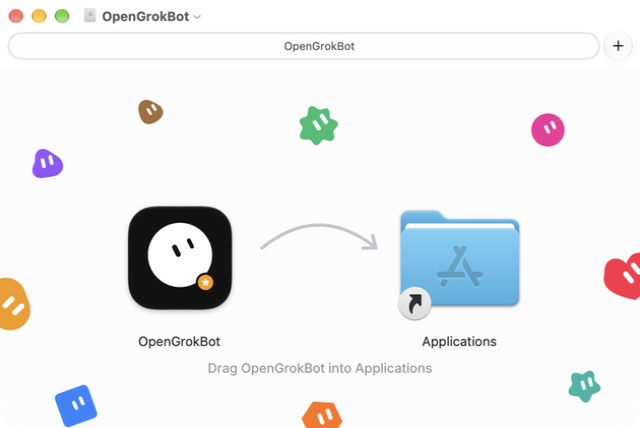 OpenGrokBot
OpenGrokBot
OpenGrokBot
Applications
Drag OpenGrokBot into Applications